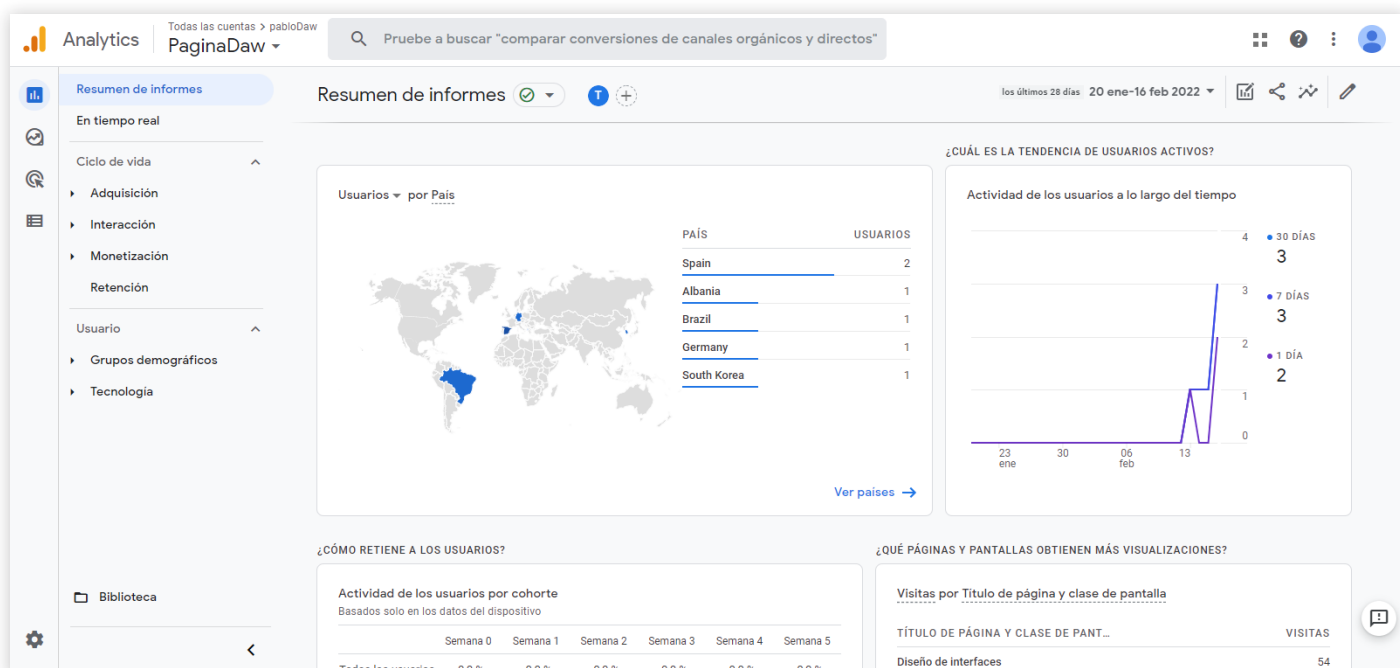 Analytics
Todas las cuentas > pabloDaw
PaginaDaw
Pruebe a buscar "comparar conversiones de canales orgánicos y directos"
Resumen de informes
En tiempo real
Ciclo de vida
Adquisición
Interacción
Monetización
Retención
Usuario
Grupos demográficos
Tecnología
Biblioteca
Resumen de informes
T
los últimos 28 días 20 ene-16 feb 2022
Usuarios por País
PAÍS USUARIOS
Spain 2
Albania 1
Brazil 1
Germany 1
South Korea 1
Ver países
¿CUÁL ES LA TENDENCIA DE USUARIOS ACTIVOS?
Actividad de los usuarios a lo largo del tiempo
4
3
2
1
0
23 ene
30
06 feb
13
30 DÍAS
3
7 DÍAS
3
1 DÍA
2
¿CÓMO RETIENE A LOS USUARIOS?
Actividad de los usuarios por cohorte
Basados solo en los datos del dispositivo
Semana 0 Semana 1 Semana 2 Semana 3 Semana 4 Semana 5
¿QUÉ PÁGINAS Y PANTALLAS OBTIENEN MÁS VISUALIZACIONES?
Visitas por Título de página y clase de pantalla
TÍTULO DE PÁGINA Y CLASE DE PANT... VISITAS
Diseño de interfaces 54